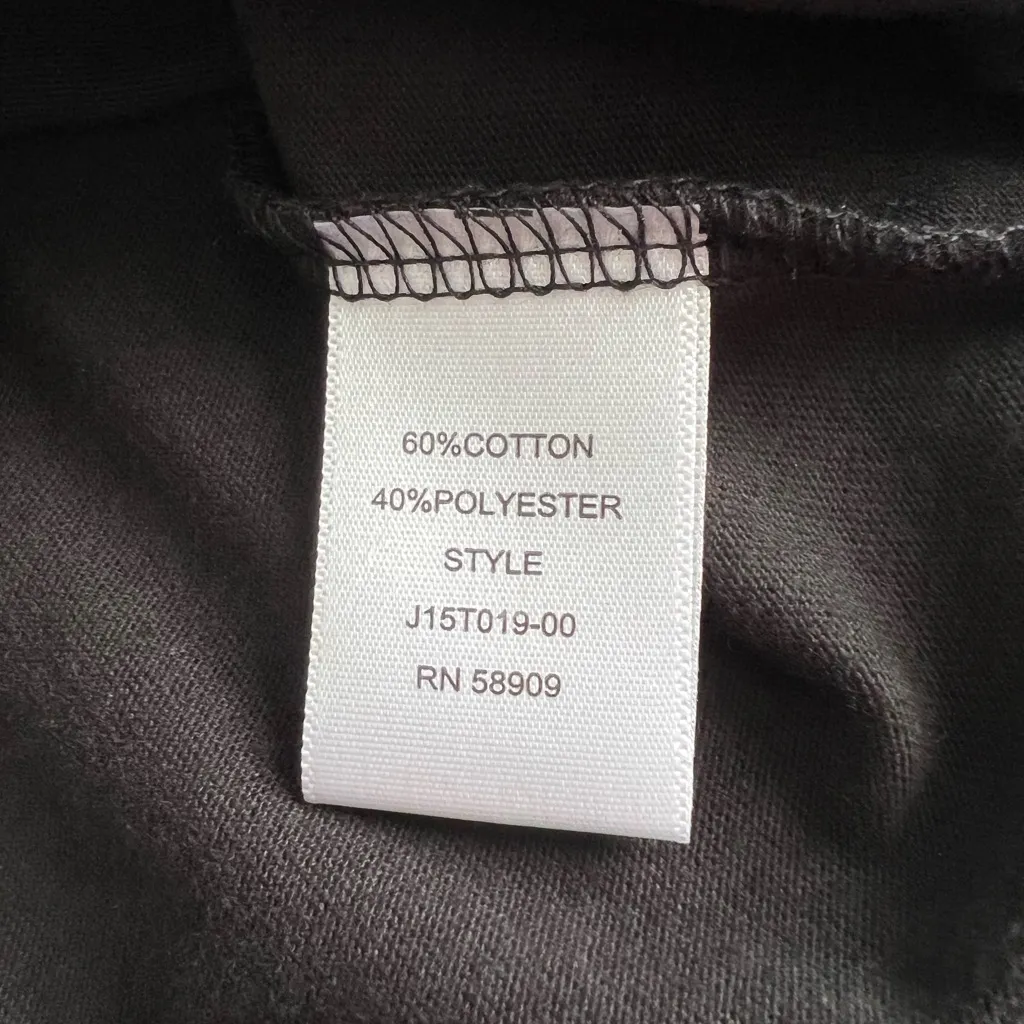 60%COTTON
40%POLYESTER
STYLE
J15T019-00
RN 58909